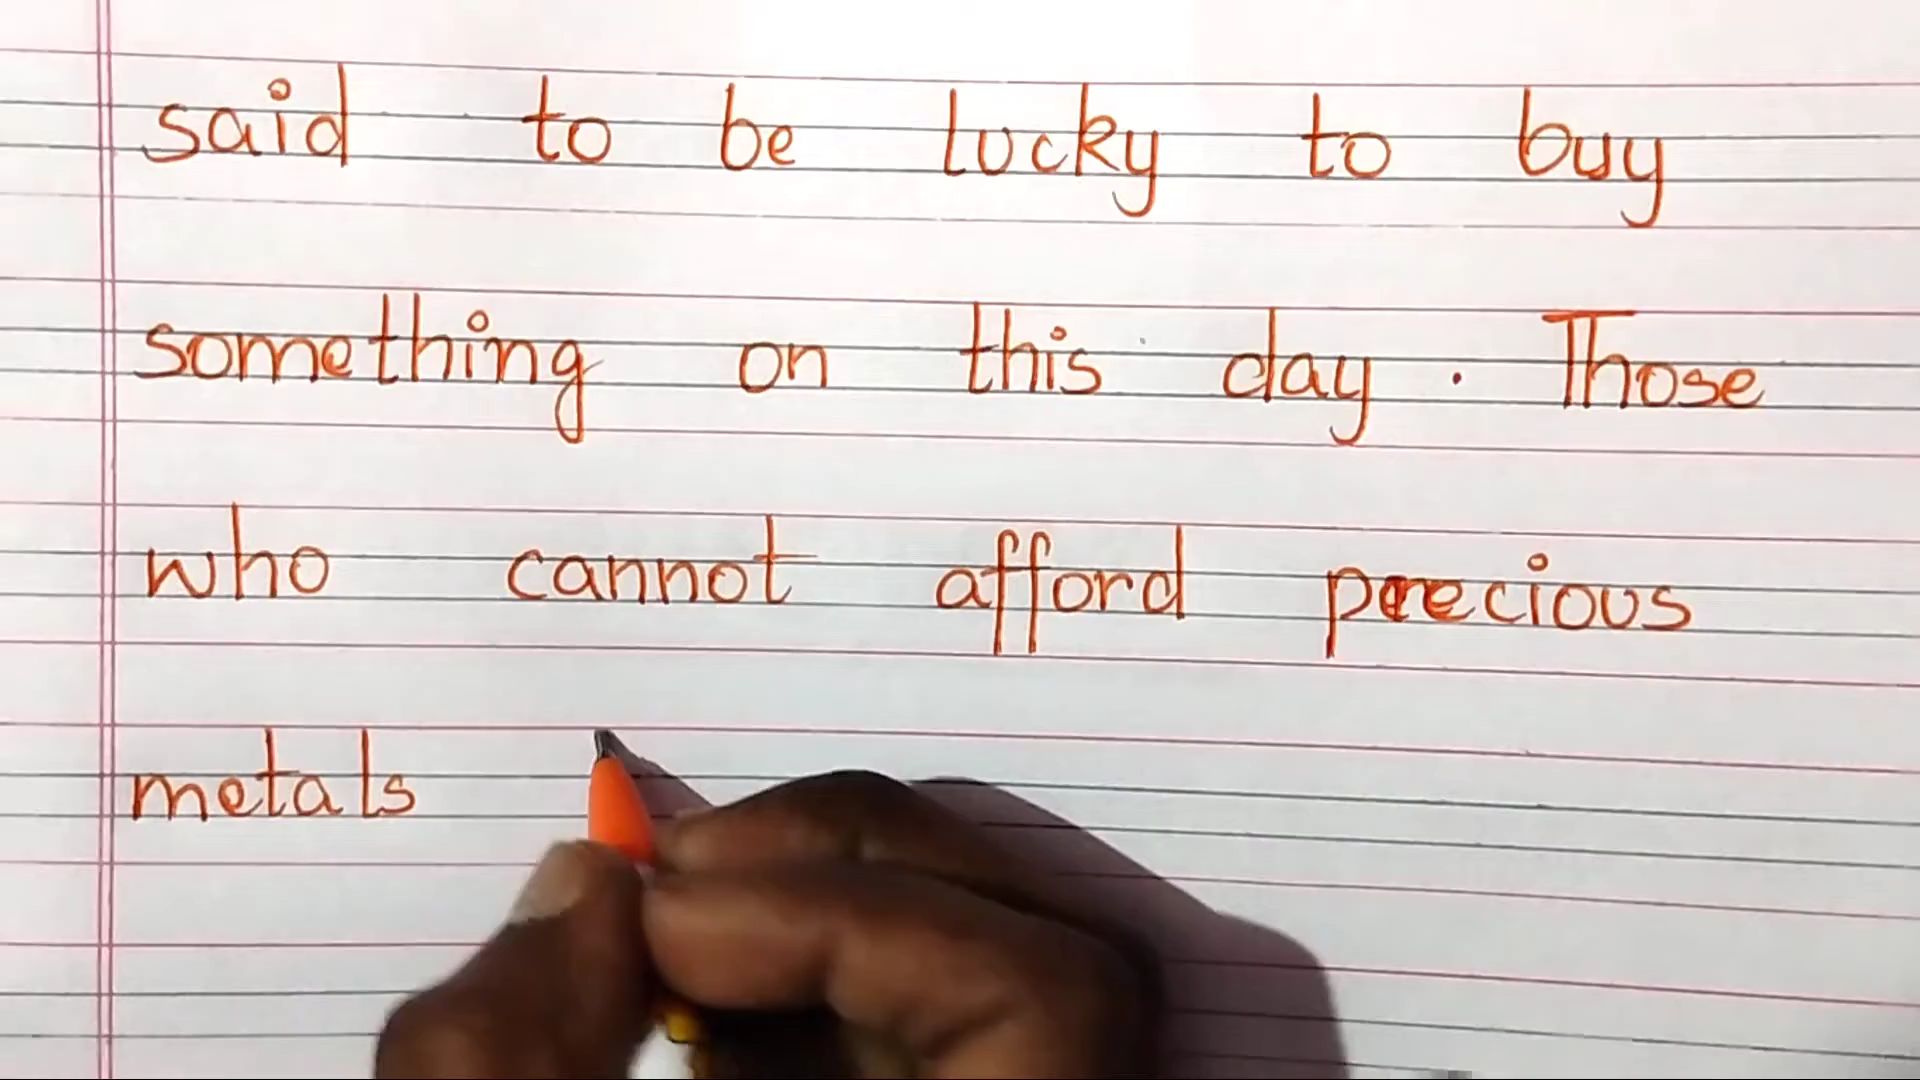 said to be lucky to buy
something on this day. Those
who cannot afford precious
metals